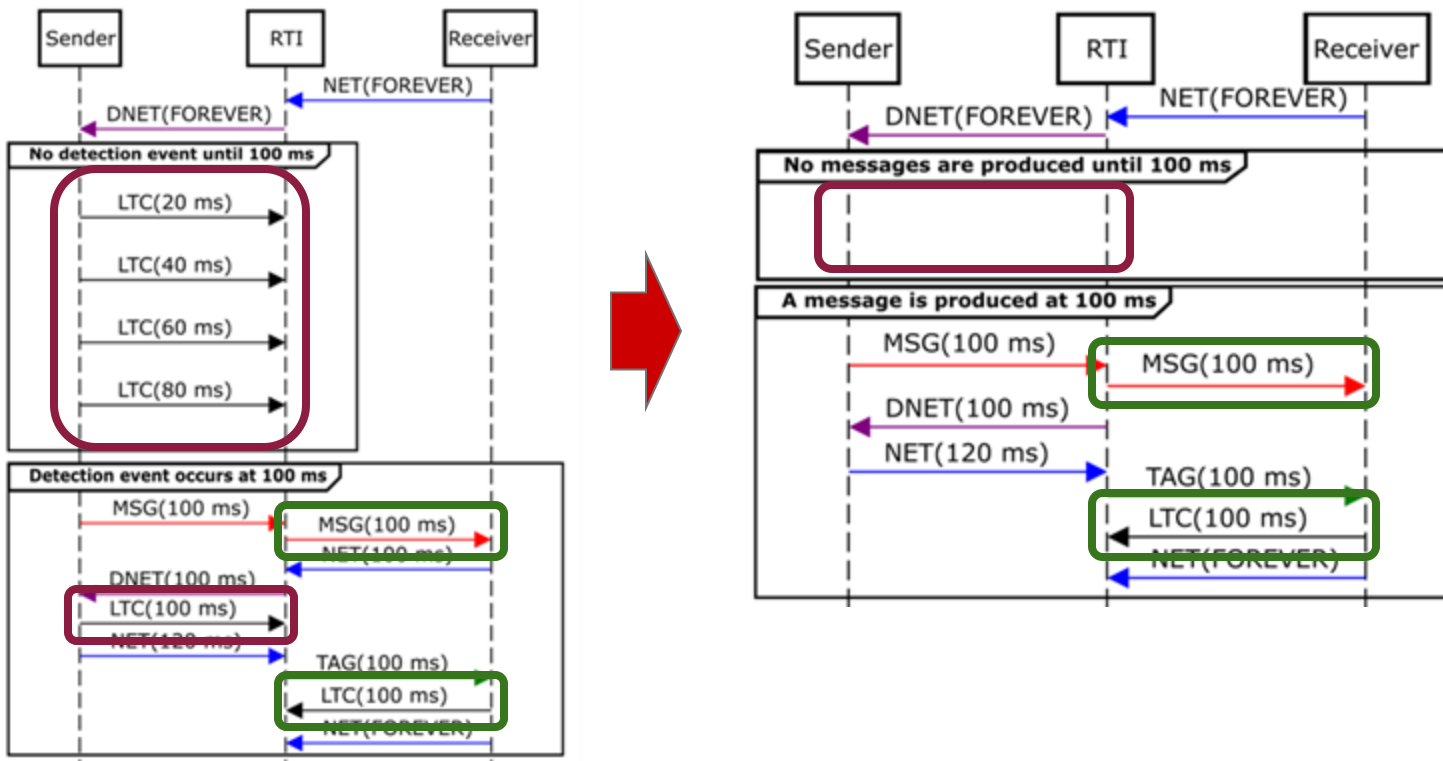 Sender
RTI
Receiver
NET(FOREVER)
DNET(FOREVER)
No detection event until 100 ms
LTC(20 ms)
LTC(40 ms)
LTC(60 ms)
LTC(80 ms)
Detection event occurs at 100 ms
MSG(100 ms)
MSG(100 ms)
NET(100 ms)
DNET(100 ms)
LTC(100 ms)
NET(120 ms)
TAG(100 ms)
LTC(100 ms)
NET(FOREVER)
Sender
RTI
Receiver
NET(FOREVER)
DNET(FOREVER)
No messages are produced until 100 ms
A message is produced at 100 ms
MSG(100 ms)
MSG(100 ms)
DNET(100 ms)
NET(120 ms)
TAG(100 ms)
LTC(100 ms)
NET(FOREVER)